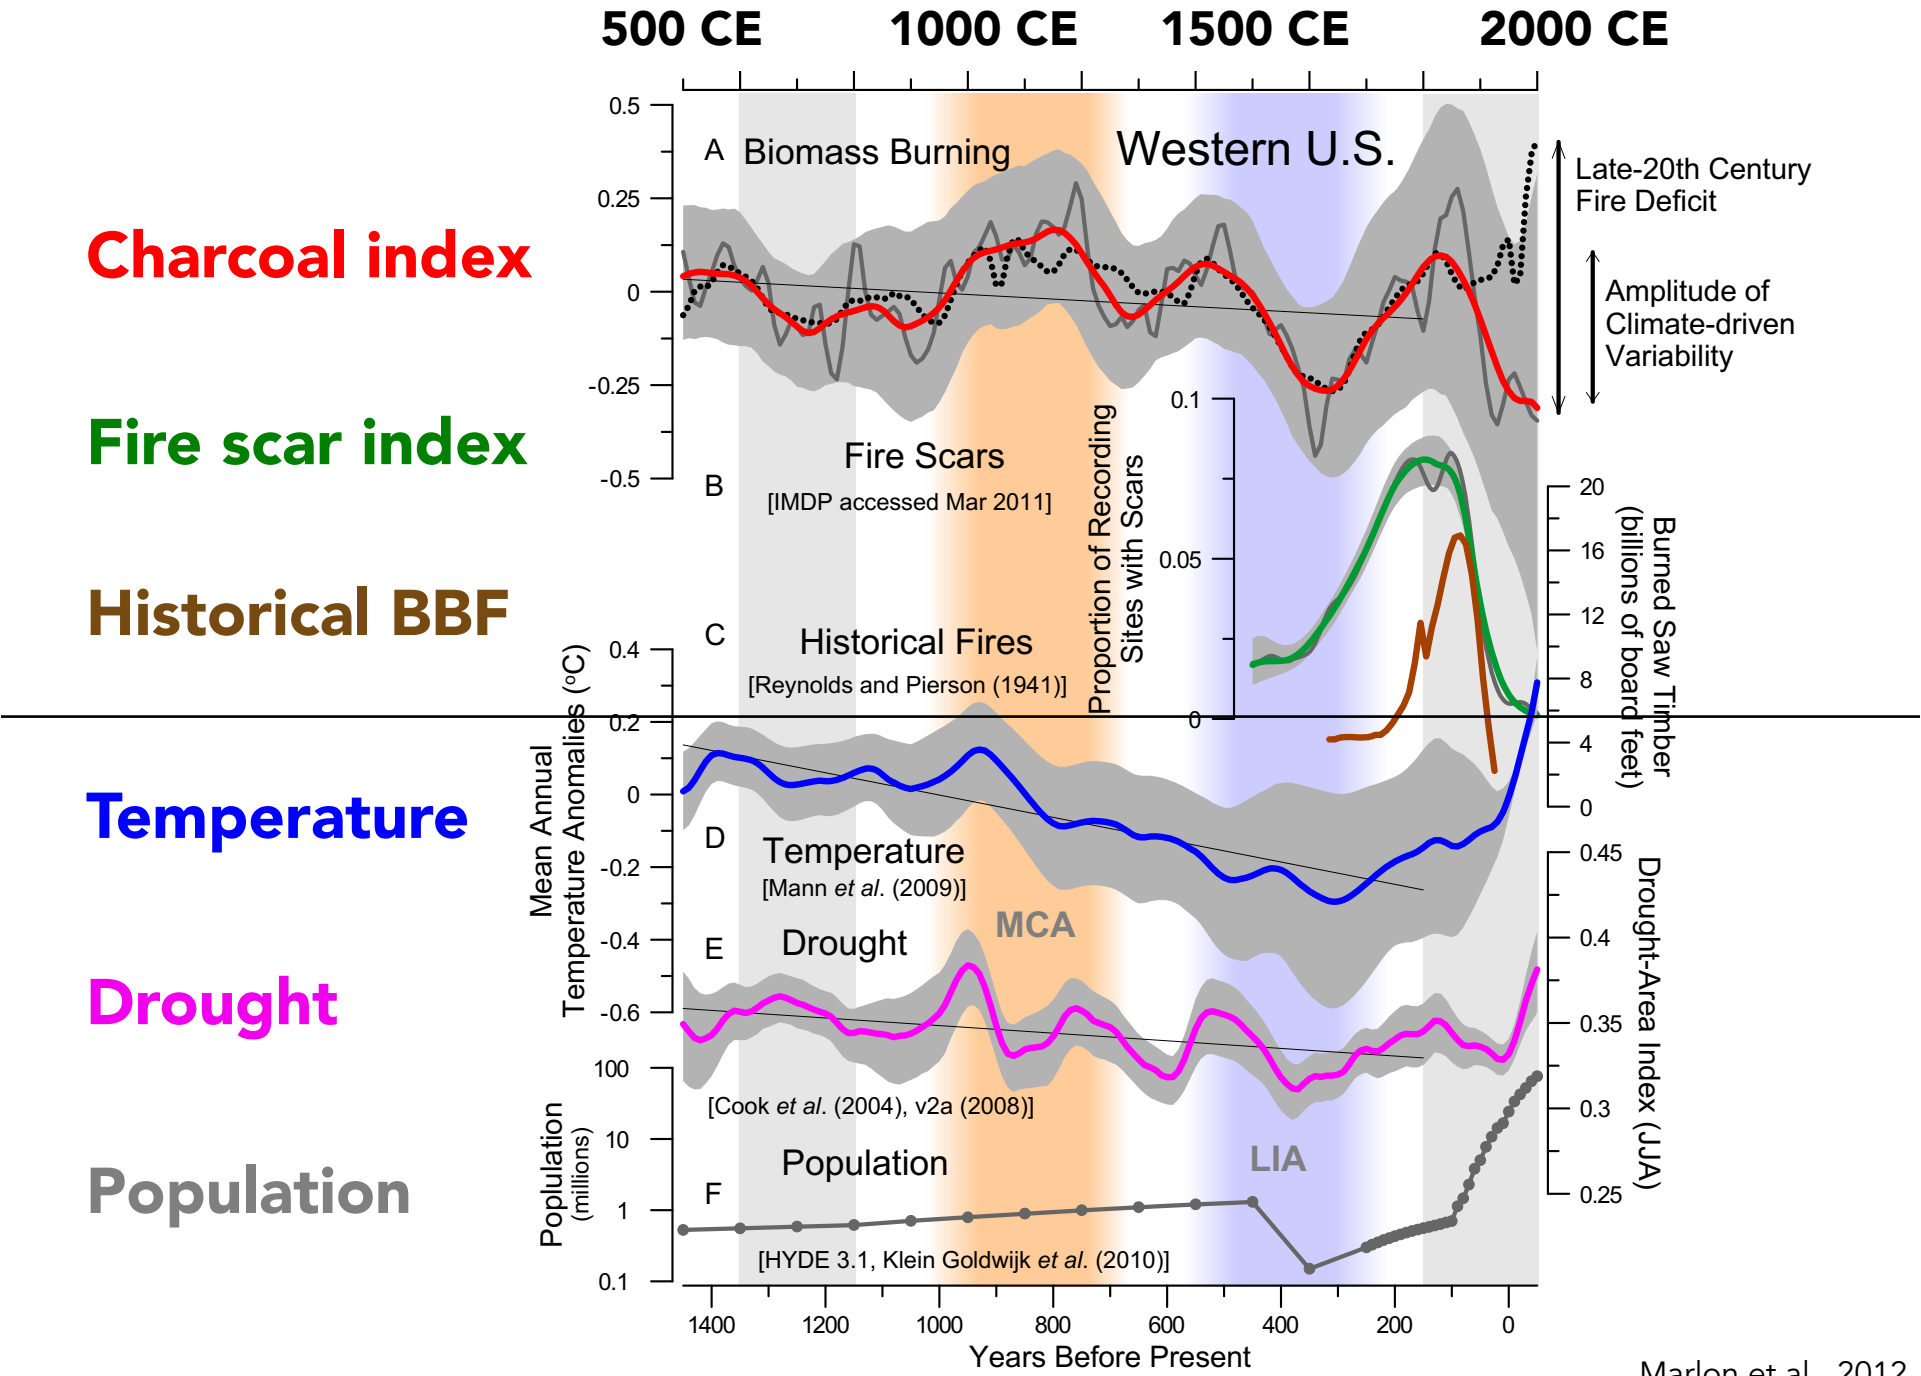 500 CE
1000 CE
1500 CE
2000 CE
0.5
0.25
0
-0.25
-0.5
A
Biomass Burning
Western U.S.
Late-20th Century
Fire Deficit
Amplitude of
Climate-driven
Variability
Charcoal index
Fire scar index
Historical BBF
Temperature
Drought
Population
B
Fire Scars
[IMDP accessed Mar 2011]
Proportion of Recording
Sites with Scars
0.1
0.05
0
C
Historical Fires
[Reynolds and Pierson (1941)]
Burned Saw Timber
(billions of board feet)
20
16
12
8
4
0
Mean Annual
Temperature Anomalies (oC)
0.4
0.2
0
-0.2
-0.4
-0.6
D
Temperature
[Mann et al. (2009)]
MCA
E
Drought
[Cook et al. (2004), v2a (2008)]
Drought-Area Index (JJA)
0.45
0.4
0.35
0.3
0.25
LIA
Poplulation
(millions)
100
10
1
0.1
F
Population
[HYDE 3.1, Klein Goldwijk et al. (2010)]
1400
1200
1000
800
600
400
200
0
Years Before Present
Marlon et al., 2012